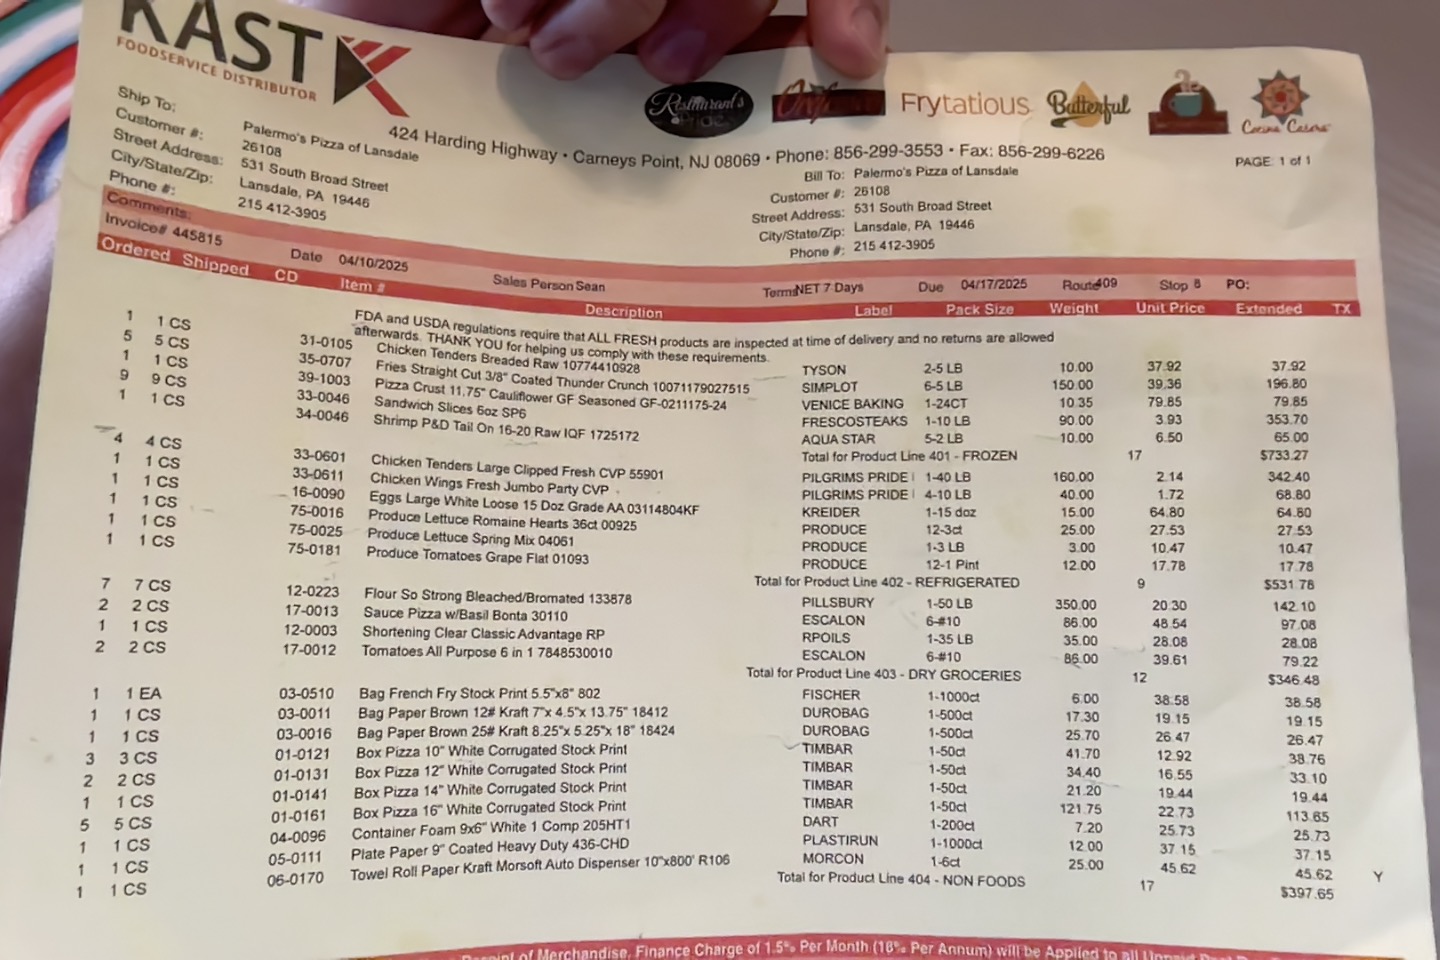 KAST
FOODSERVICE DISTRIBUTOR
Restaurant's Pride
Frytatious
Butterful
Cocina Casera
424 Harding Highway • Carneys Point, NJ 08069 • Phone: 856-299-3553 • Fax: 856-299-6226
PAGE: 1 of 1
Ship To: Palermo's Pizza of Lansdale
Customer #: 26108
Street Address: 531 South Broad Street
City/State/Zip: Lansdale, PA 19446
Phone #: 215 412-3905
Bill To: Palermo's Pizza of Lansdale
Customer #: 26108
Street Address: 531 South Broad Street
City/State/Zip: Lansdale, PA 19446
Phone #: 215 412-3905
Comments:
Invoice# 445815 Date 04/10/2025 Sales Person Sean Terms NET 7 Days Due 04/17/2025 Route 409 Stop 8 PO:
Ordered Shipped CD Item # Description Label Pack Size Weight Unit Price Extended TX
FDA and USDA regulations require that ALL FRESH products are inspected at time of delivery and no returns are allowed
afterwards. THANK YOU for helping us comply with these requirements.
1 1 CS 31-0105 Chicken Tenders Breaded Raw 10774410928 TYSON 2-5 LB 10.00 37.92 37.92
5 5 CS 35-0707 Fries Straight Cut 3/8" Coated Thunder Crunch 10071179027515 SIMPLOT 6-5 LB 150.00 39.36 196.80
1 1 CS 39-1003 Pizza Crust 11.75" Cauliflower GF Seasoned GF-0211175-24 VENICE BAKING 1-24CT 10.35 79.85 79.85
9 9 CS 33-0046 Sandwich Slices 6oz SP6 FRESCOSTEAKS 1-10 LB 90.00 3.93 353.70
1 1 CS 34-0046 Shrimp P&D Tail On 16-20 Raw IQF 1725172 AQUA STAR 5-2 LB 10.00 6.50 65.00
Total for Product Line 401 - FROZEN 17 $733.27
4 4 CS 33-0601 Chicken Tenders Large Clipped Fresh CVP 55901 PILGRIMS PRIDE 1-40 LB 160.00 2.14 342.40
1 1 CS 33-0611 Chicken Wings Fresh Jumbo Party CVP PILGRIMS PRIDE 4-10 LB 40.00 1.72 68.80
1 1 CS 16-0090 Eggs Large White Loose 15 Doz Grade AA 03114804KF KREIDER 1-15 doz 15.00 64.80 64.80
1 1 CS 75-0016 Produce Lettuce Romaine Hearts 36ct 00925 PRODUCE 12-3ct 25.00 27.53 27.53
1 1 CS 75-0025 Produce Lettuce Spring Mix 04061 PRODUCE 1-3 LB 3.00 10.47 10.47
1 1 CS 75-0181 Produce Tomatoes Grape Flat 01093 PRODUCE 12-1 Pint 12.00 17.78 17.78
Total for Product Line 402 - REFRIGERATED 9 $531.78
7 7 CS 12-0223 Flour So Strong Bleached/Bromated 133878 PILLSBURY 1-50 LB 350.00 20.30 142.10
2 2 CS 17-0013 Sauce Pizza w/Basil Bonta 30110 ESCALON 6-#10 86.00 48.54 97.08
1 1 CS 12-0003 Shortening Clear Classic Advantage RP RPOILS 1-35 LB 35.00 28.08 28.08
2 2 CS 17-0012 Tomatoes All Purpose 6 in 1 7848530010 ESCALON 6-#10 86.00 39.61 79.22
Total for Product Line 403 - DRY GROCERIES 12 $346.48
1 1 EA 03-0510 Bag French Fry Stock Print 5.5"x8" 802 FISCHER 1-1000ct 6.00 38.58 38.58
1 1 CS 03-0011 Bag Paper Brown 12# Kraft 7"x 4.5"x 13.75" 18412 DUROBAG 1-500ct 17.30 19.15 19.15
1 1 CS 03-0016 Bag Paper Brown 25# Kraft 8.25"x 5.25"x 18" 18424 DUROBAG 1-500ct 25.70 26.47 26.47
3 3 CS 01-0121 Box Pizza 10" White Corrugated Stock Print TIMBAR 1-50ct 41.70 12.92 38.76
2 2 CS 01-0131 Box Pizza 12" White Corrugated Stock Print TIMBAR 1-50ct 34.40 16.55 33.10
1 1 CS 01-0141 Box Pizza 14" White Corrugated Stock Print TIMBAR 1-50ct 21.20 19.44 19.44
5 5 CS 01-0161 Box Pizza 16" White Corrugated Stock Print TIMBAR 1-50ct 121.75 22.73 113.65
1 1 CS 04-0096 Container Foam 9x6" White 1 Comp 205HT1 DART 1-200ct 7.20 25.73 25.73
1 1 CS 05-0111 Plate Paper 9" Coated Heavy Duty 436-CHD PLASTIRUN 1-1000ct 12.00 37.15 37.15
1 1 CS 06-0170 Towel Roll Paper Kraft Morsoft Auto Dispenser 10"x800' R106 MORCON 1-6ct 25.00 45.62 45.62 Y
Total for Product Line 404 - NON FOODS 17 $397.65
of Merchandise, Finance Charge of 1.5% Per Month (18% Per Annum) will be Applied to all Unpaid